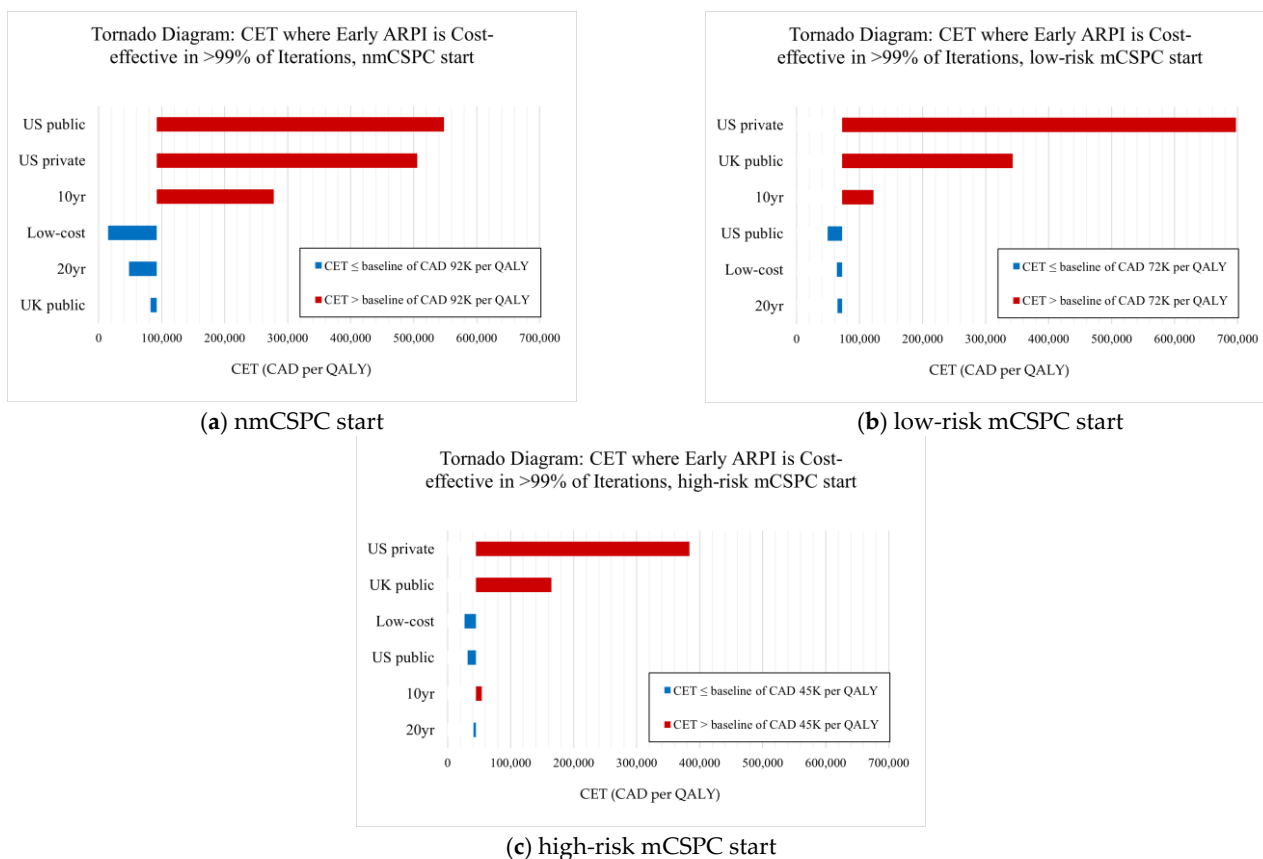 Tornado Diagram: CET where Early ARPI is Cost-
effective in >99% of Iterations, nmCSPC start
US public
US private
10yr
Low-cost
20yr
UK public
CET ≤ baseline of CAD 92K per QALY
CET > baseline of CAD 92K per QALY
0 100,000 200,000 300,000 400,000 500,000 600,000 700,000
CET (CAD per QALY)
(a) nmCSPC start
Tornado Diagram: CET where Early ARPI is Cost-
effective in >99% of Iterations, low-risk mCSPC start
US private
UK public
10yr
US public
Low-cost
20yr
CET ≤ baseline of CAD 72K per QALY
CET > baseline of CAD 72K per QALY
0 100,000 200,000 300,000 400,000 500,000 600,000 700,000
CET (CAD per QALY)
(b) low-risk mCSPC start
Tornado Diagram: CET where Early ARPI is Cost-
effective in >99% of Iterations, high-risk mCSPC start
US private
UK public
Low-cost
US public
10yr
20yr
CET ≤ baseline of CAD 45K per QALY
CET > baseline of CAD 45K per QALY
0 100,000 200,000 300,000 400,000 500,000 600,000 700,000
CET (CAD per QALY)
(c) high-risk mCSPC start